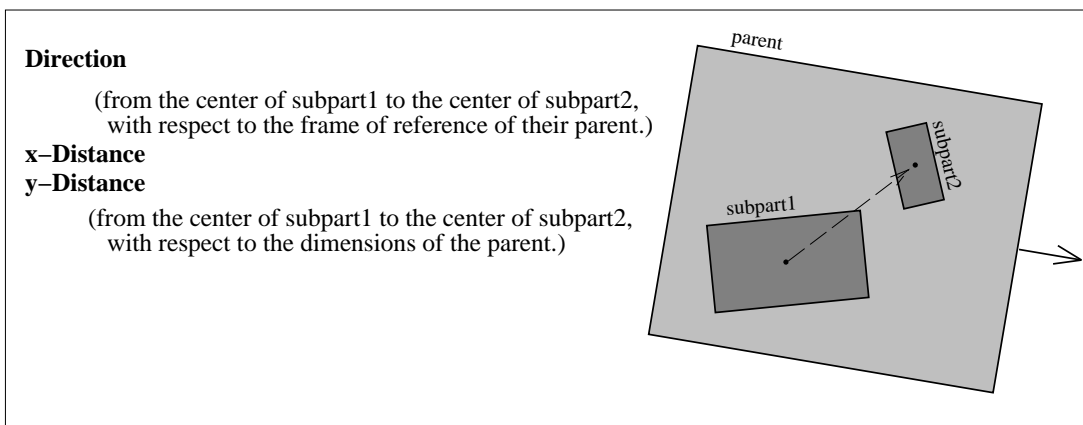 Direction
(from the center of subpart1 to the center of subpart2,
with respect to the frame of reference of their parent.)
x−Distance
y−Distance
(from the center of subpart1 to the center of subpart2,
with respect to the dimensions of the parent.)
parent
subpart2
subpart1